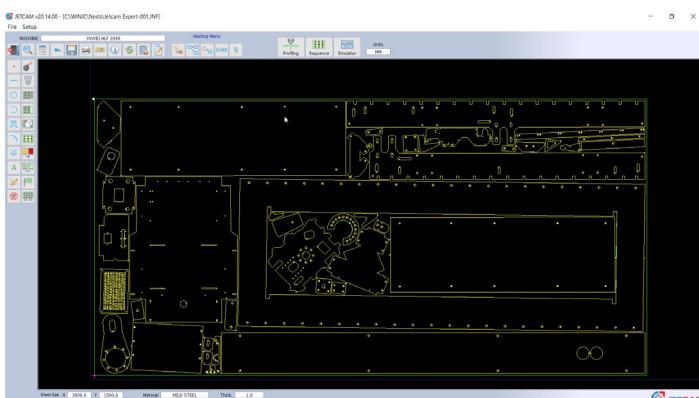 JETCAM v20.14.00 - [C:\WINJC\Nests\Jetcam Expert-001.INF]
File Setup
MACHINE
Nesting Menu
Profiling
Sequence
Simulator
Units
MM
Sheet Size X 3000.0 Y 1500.0 Material MILD STEEL Thick. 1.0